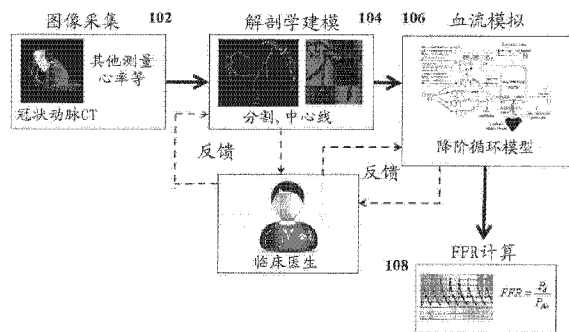 图像采集 102
其他测量
心率等
冠状动脉CT
解剖学建模 104
分割、中心线
106 血流模拟
降阶循环模型
反馈
反馈
临床医生
FFR计算
108
FFR =